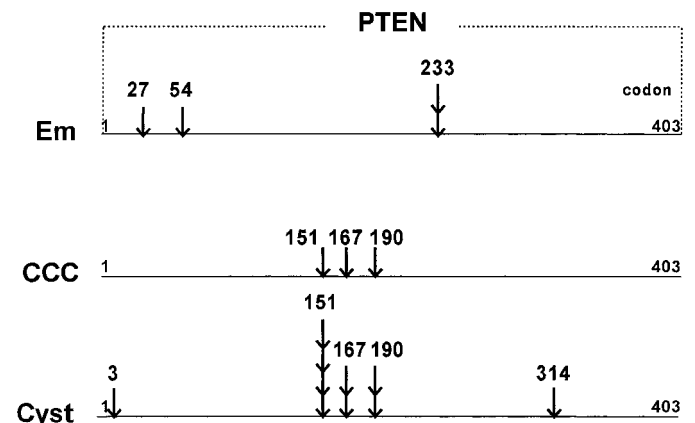 PTEN
233
27 54 codon
Em 1 403
151 167 190
CCC 1 403
151
3 167 190 314
Cyst 1 403